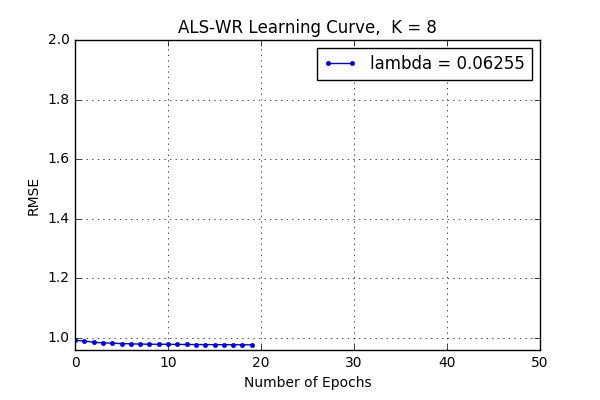 ALS-WR Learning Curve,  K = 8
lambda = 0.06255
2.0
1.8
1.6
1.4
1.2
1.0
RMSE
0 10 20 30 40 50
Number of Epochs